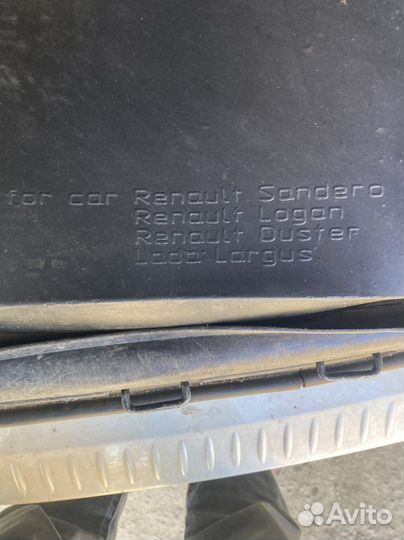 for car Renault Sandero
Renault Logan
Renault Duster
Lada Largus
Avito